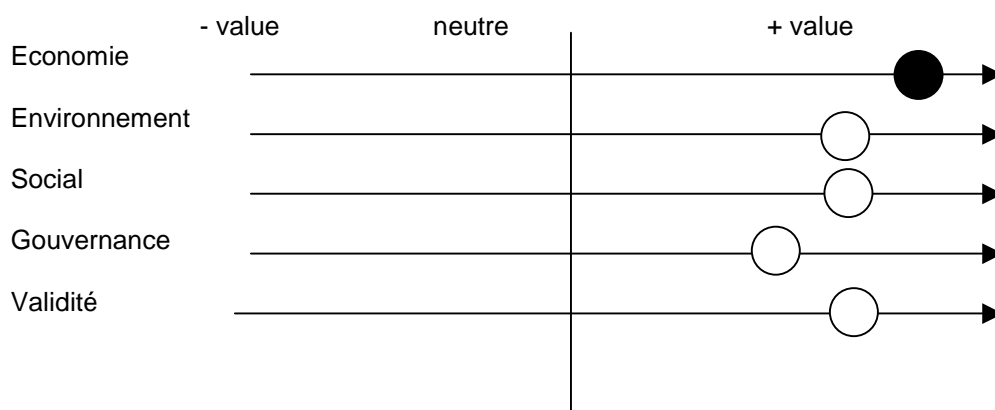 - value neutre + value
Economie
Environnement
Social
Gouvernance
Validité